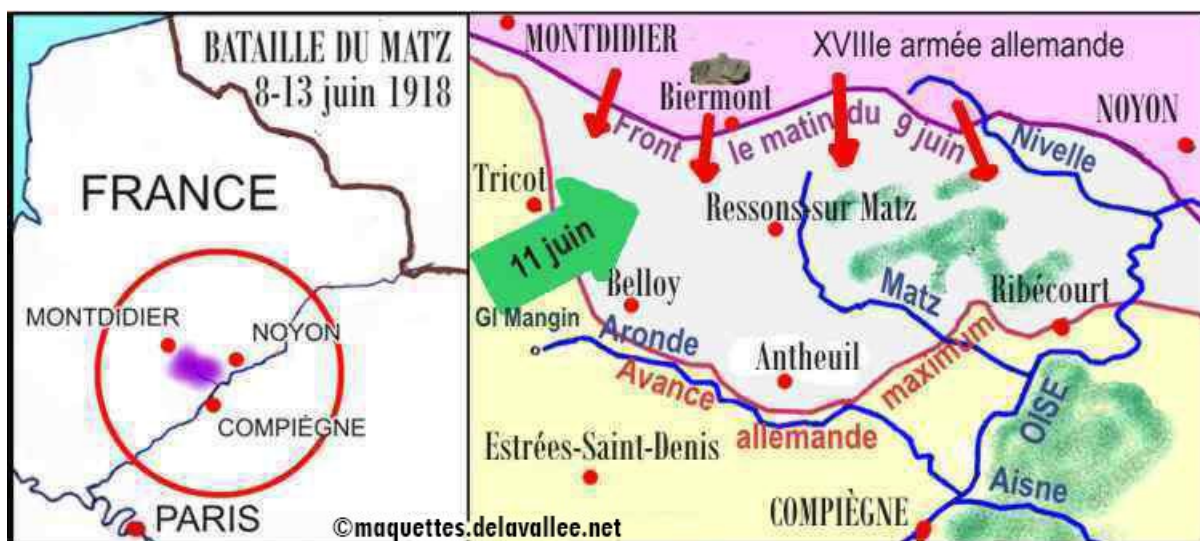 BATAILLE DU MATZ
8-13 juin 1918
FRANCE
MONTDIDIER
NOYON
COMPIÉGNE
PARIS
©maquettes.delavallee.net
MONTDIDIER
XVIIIe armée allemande
Biermont
NOYON
Front le matin du 9 juin
Nivelle
Tricot
Ressons-sur Matz
11 juin
Belloy
Matz
Ribécourt
Gl Mangin
Aronde
Antheuil
Avance allemande maximum
OISE
Estrées-Saint-Denis
Aisne
COMPIÈGNE